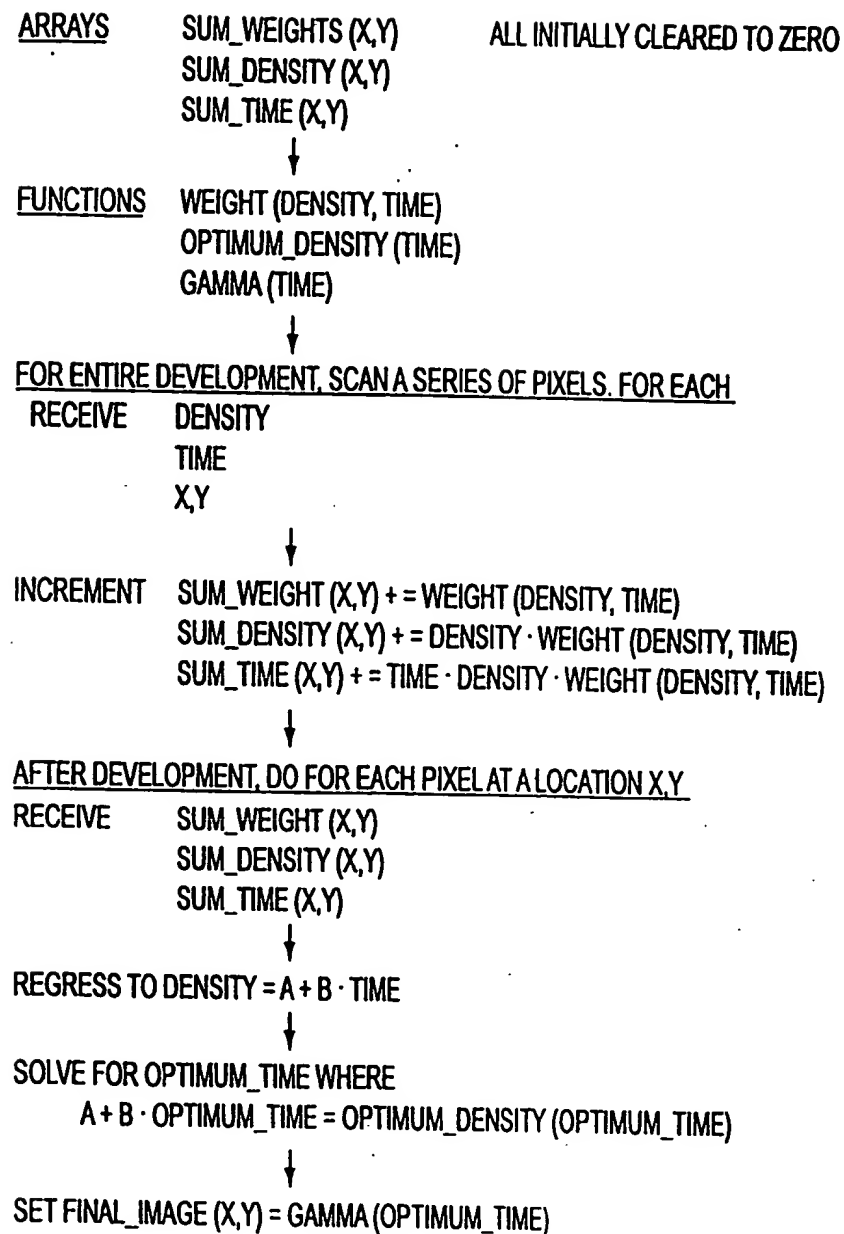 ARRAYS SUM_WEIGHTS (X,Y) ALL INITIALLY CLEARED TO ZERO
SUM_DENSITY (X,Y)
SUM_TIME (X,Y)
FUNCTIONS WEIGHT (DENSITY, TIME)
OPTIMUM_DENSITY (TIME)
GAMMA (TIME)
FOR ENTIRE DEVELOPMENT, SCAN A SERIES OF PIXELS. FOR EACH
RECEIVE DENSITY
TIME
X,Y
INCREMENT SUM_WEIGHT (X,Y) + = WEIGHT (DENSITY, TIME)
SUM_DENSITY (X,Y) + = DENSITY · WEIGHT (DENSITY, TIME)
SUM_TIME (X,Y) + = TIME · DENSITY · WEIGHT (DENSITY, TIME)
AFTER DEVELOPMENT, DO FOR EACH PIXEL AT A LOCATION X,Y
RECEIVE SUM_WEIGHT (X,Y)
SUM_DENSITY (X,Y)
SUM_TIME (X,Y)
REGRESS TO DENSITY = A + B · TIME
SOLVE FOR OPTIMUM_TIME WHERE
A + B · OPTIMUM_TIME = OPTIMUM_DENSITY (OPTIMUM_TIME)
SET FINAL_IMAGE (X,Y) = GAMMA (OPTIMUM_TIME)